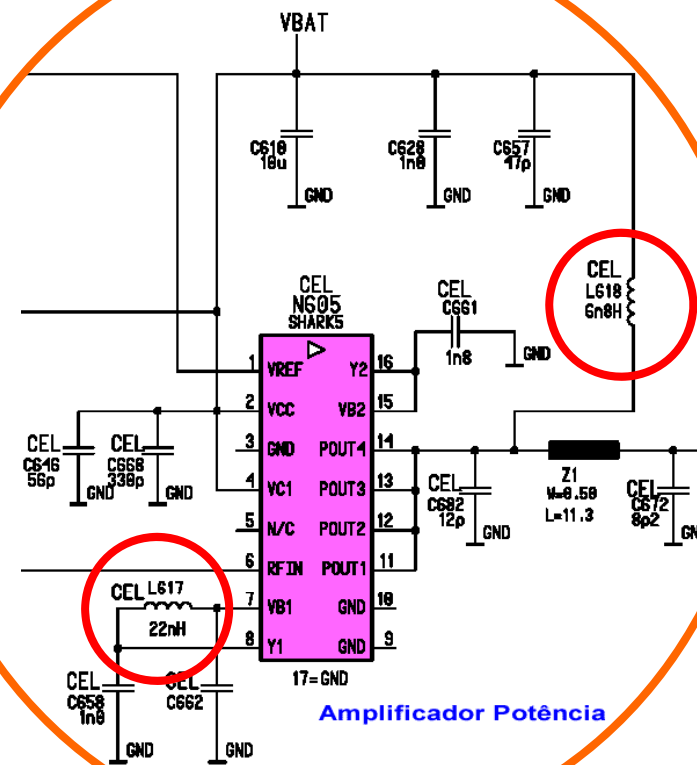 VBAT
C610
10u
GND
C628
1n0
GND
C657
47p
GND
CEL
L618
6n8H
CEL
N605
SHARK5
CEL
C661
1n8
GND
1 VREF
2 VCC
3 GND
4 VC1
5 N/C
6 RFIN
7 VB1
8 Y1
Y2 16
VB2 15
POUT4 14
POUT3 13
POUT2 12
POUT1 11
GND 10
GND 9
17=GND
CEL
C646
56p
GND
CEL
330p
GND
CEL
12p
GND
Z1
W=0.50
L=11.3
CEL
C672
8p2
CEL L617
22nH
CEL
C658
1n0
GND
CEL
C662
GND
Amplificador Potência